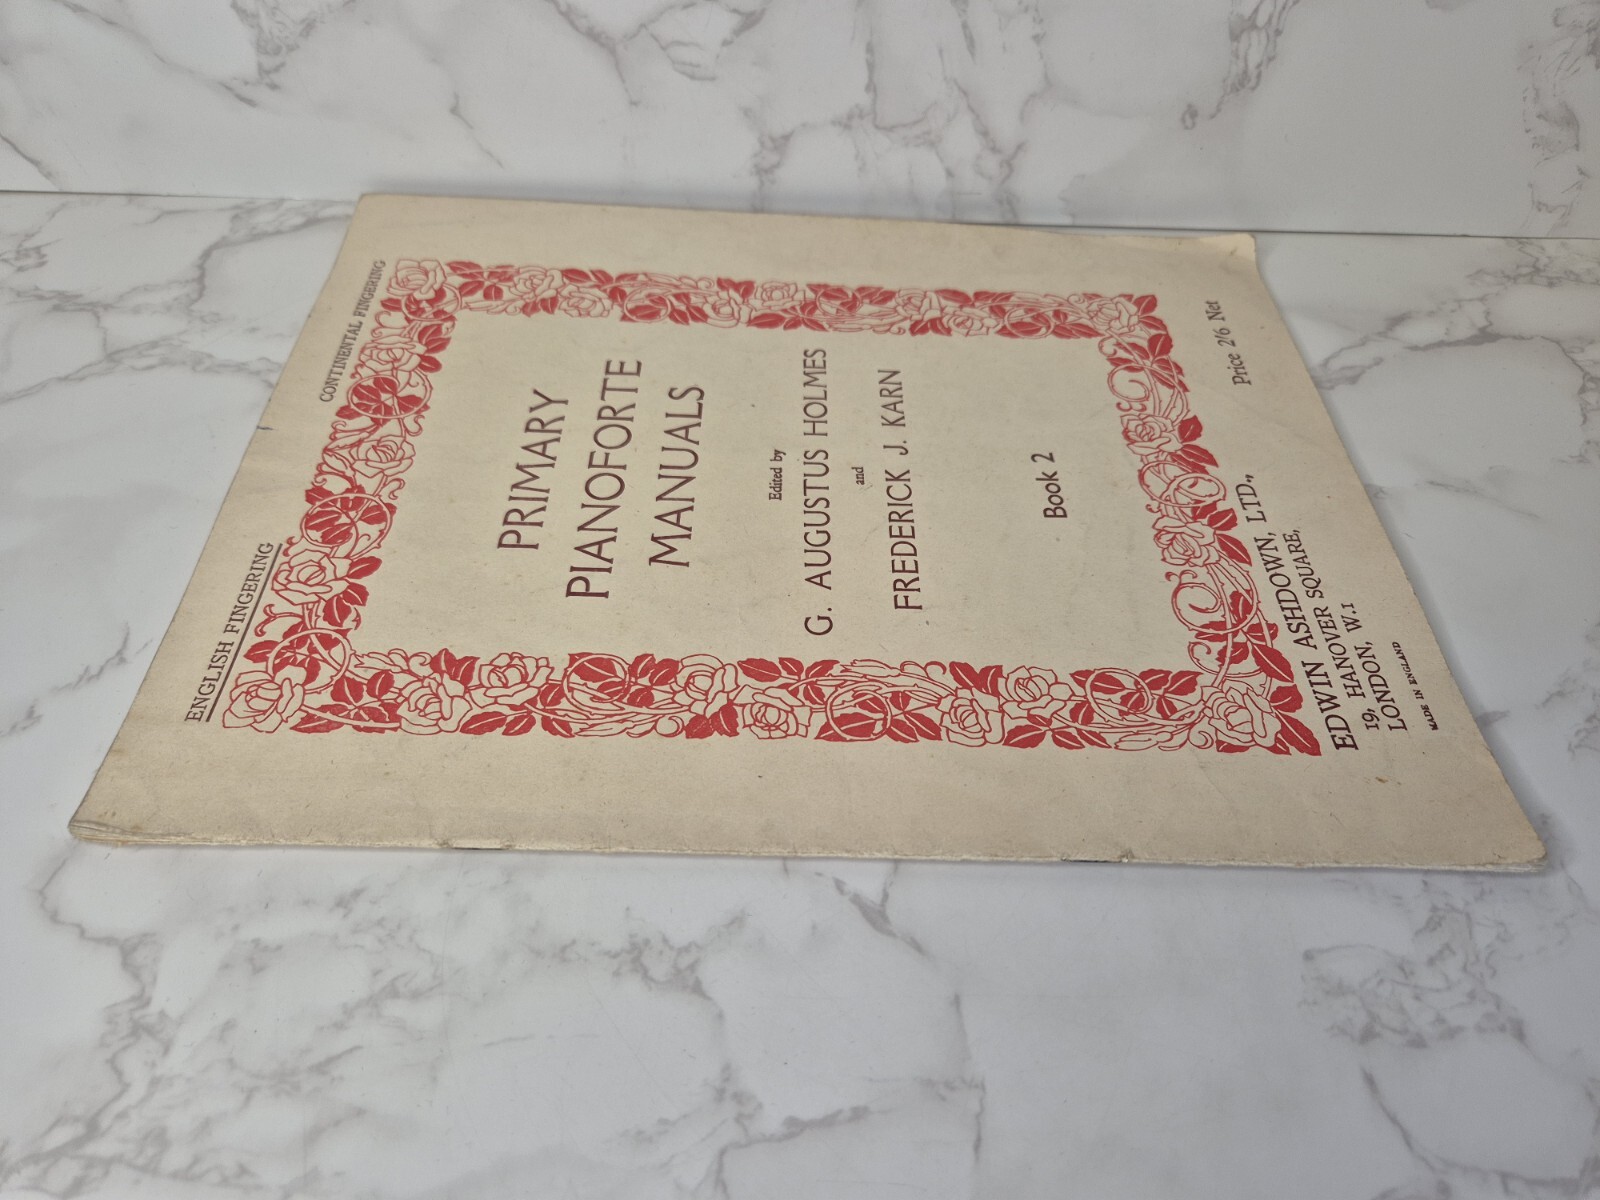 ENGLISH FINGERING
CONTINENTAL FINGERING
PRIMARY
PIANOFORTE
MANUALS
Edited by
G. AUGUSTUS HOLMES
and
FREDERICK J. KARN
Book 2
EDWIN ASHDOWN, LTD.,
19, HANOVER SQUARE,
LONDON, W.1
MADE IN ENGLAND
Price 2/6 Net